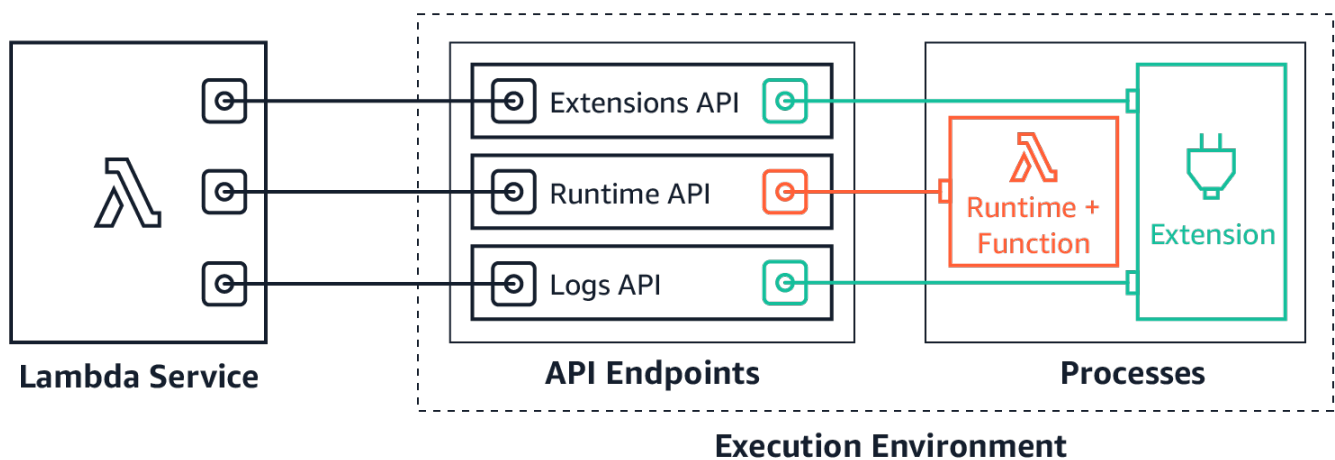 Extensions API
Runtime API
Logs API
Runtime +
Function
Extension
Lambda Service
API Endpoints
Processes
Execution Environment